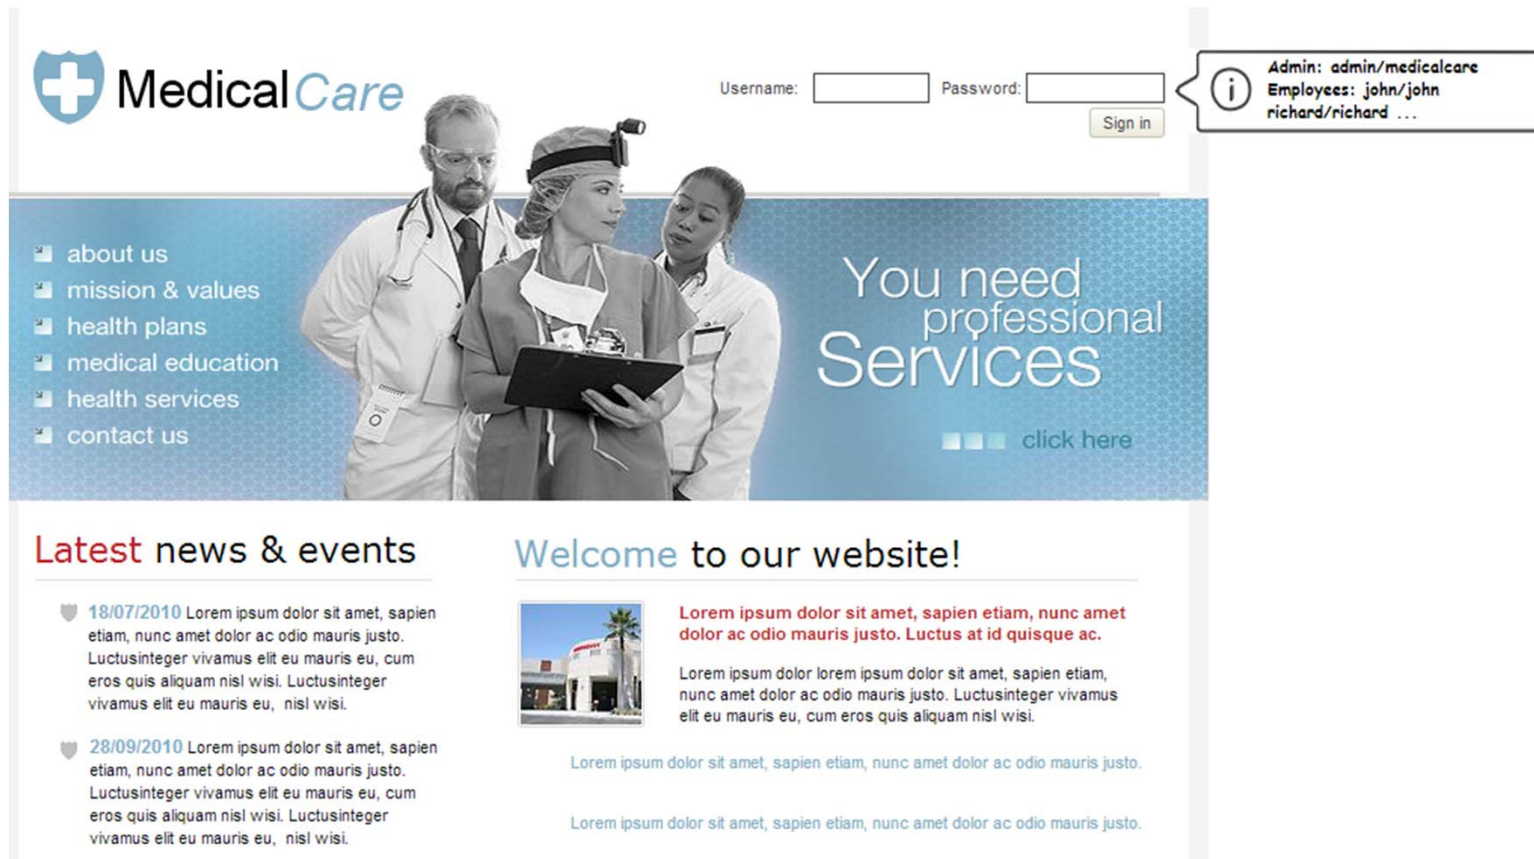 MedicalCare
Username:
Password:
Sign in
Admin: admin/medicalcare
Employees: john/john
richard/richard ...
about us
mission & values
health plans
medical education
health services
contact us
You need
professional
Services
click here
Latest news & events
18/07/2010 Lorem ipsum dolor sit amet, sapien
etiam, nunc amet dolor ac odio mauris justo.
Luctusinteger vivamus elit eu mauris eu, cum
eros quis aliquam nisl wisi. Luctusinteger
vivamus elit eu mauris eu, nisl wisi.
28/09/2010 Lorem ipsum dolor sit amet, sapien
etiam, nunc amet dolor ac odio mauris justo.
Luctusinteger vivamus elit eu mauris eu, cum
eros quis aliquam nisl wisi. Luctusinteger
vivamus elit eu mauris eu, nisl wisi.
Welcome to our website!
EMERGENCY
Lorem ipsum dolor sit amet, sapien etiam, nunc amet
dolor ac odio mauris justo. Luctus at id quisque ac.
Lorem ipsum dolor lorem ipsum dolor sit amet, sapien etiam,
nunc amet dolor ac odio mauris justo. Luctusinteger vivamus
elit eu mauris eu, cum eros quis aliquam nisl wisi.
Lorem ipsum dolor sit amet, sapien etiam, nunc amet dolor ac odio mauris justo.
Lorem ipsum dolor sit amet, sapien etiam, nunc amet dolor ac odio mauris justo.